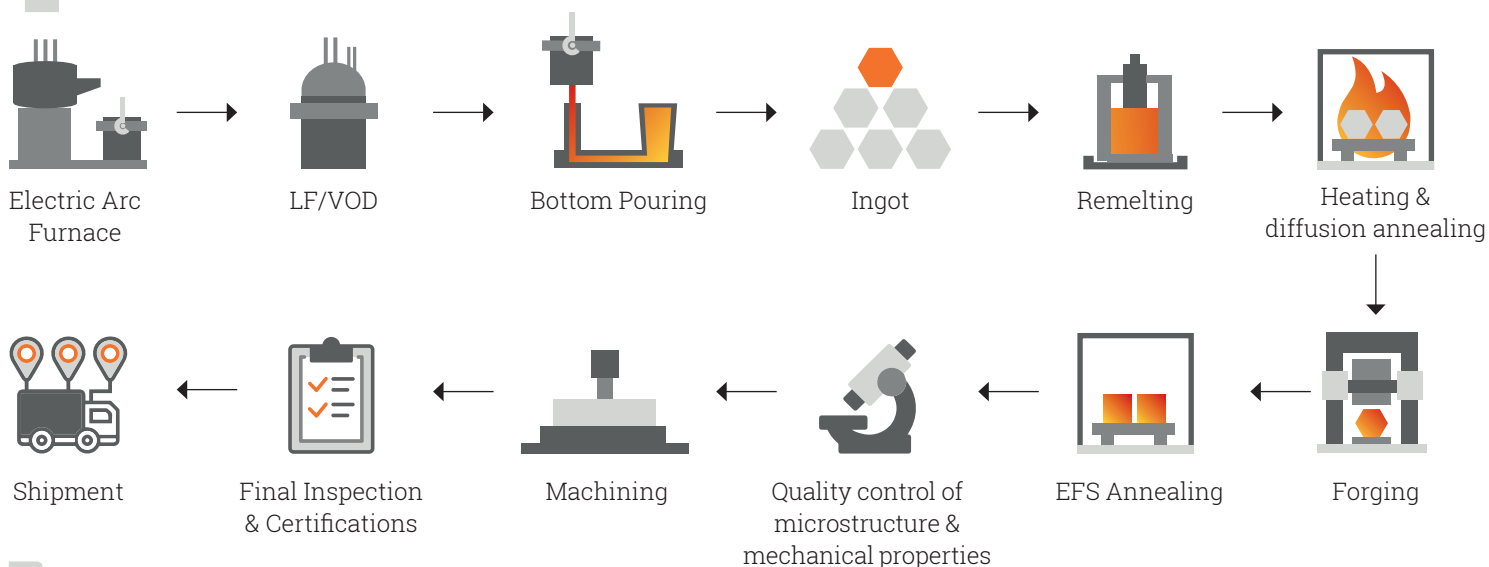 Electric Arc
Furnace
LF/VOD
Bottom Pouring
Ingot
Remelting
Heating &
diffusion annealing
Shipment
Final Inspection
& Certifications
Machining
Quality control of
microstructure &
mechanical properties
EFS Annealing
Forging